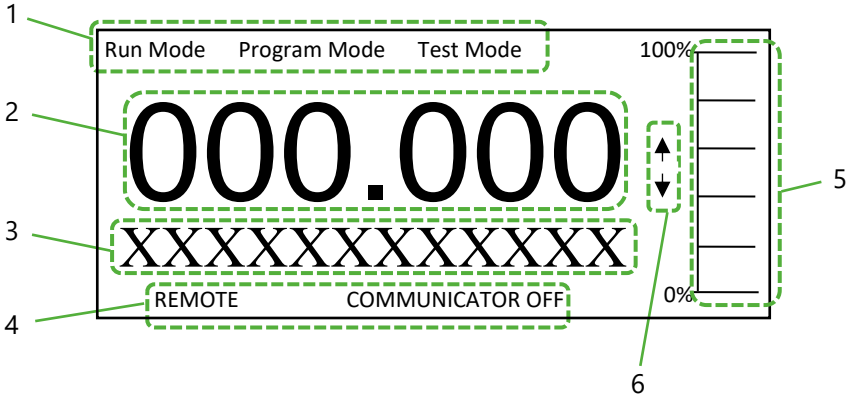 1
Run Mode Program Mode Test Mode 100%
2
000.000
5
3
XXXXXXXXXXXX
REMOTE COMMUNICATOR OFF 0%
4
6